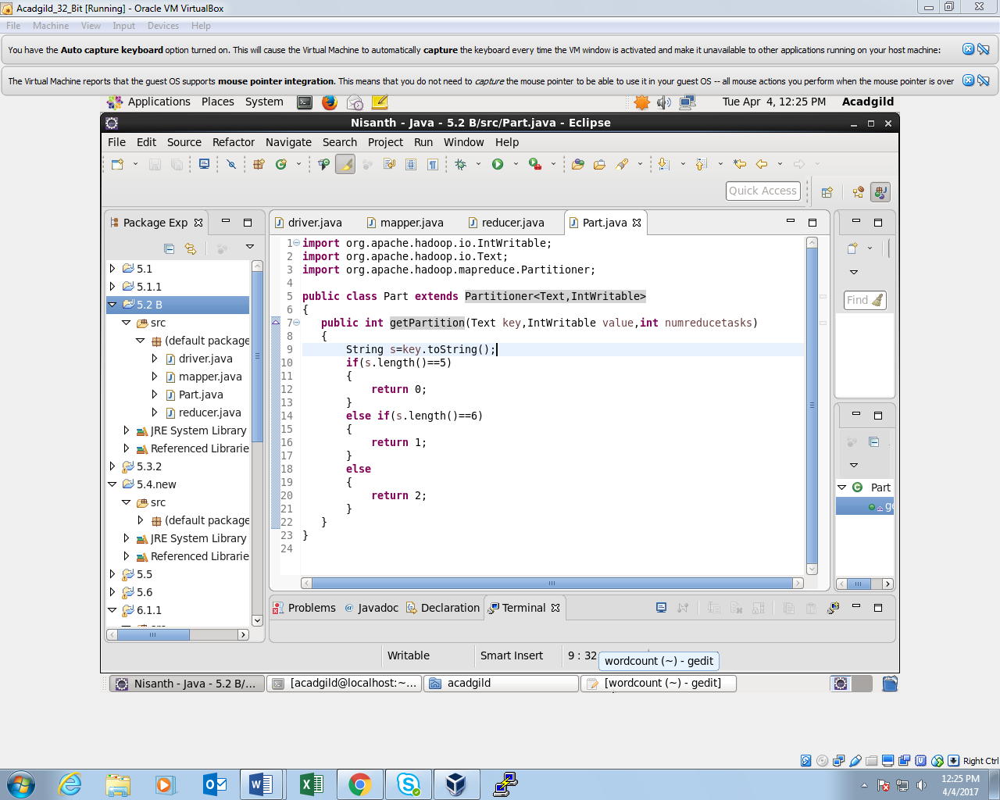 Acadgild_32_Bit [Running] - Oracle VM VirtualBox
File Machine View Input Devices Help
You have the Auto capture keyboard option turned on. This will cause the Virtual Machine to automatically capture the keyboard every time the VM window is activated and make it unavailable to other applications running on your host machine:
The Virtual Machine reports that the guest OS supports mouse pointer integration. This means that you do not need to capture the mouse pointer to be able to use it in your guest OS -- all mouse actions you perform when the mouse pointer is over
Applications Places System
Tue Apr 4, 12:25 PM Acadgild
Nisanth - Java - 5.2 B/src/Part.java - Eclipse
File Edit Source Refactor Navigate Search Project Run Window Help
Quick Access
Package Exp
5.1
5.1.1
5.2 B
src
(default package
driver.java
mapper.java
Part.java
reducer.java
JRE System Library
Referenced Librarie
5.3.2
5.4.new
src
(default package
JRE System Library
Referenced Librarie
5.5
5.6
6.1.1
driver.java mapper.java reducer.java Part.java
1 import org.apache.hadoop.io.IntWritable;
2 import org.apache.hadoop.io.Text;
3 import org.apache.hadoop.mapreduce.Partitioner;
4
5 public class Part extends Partitioner<Text,IntWritable>
6 {
7 public int getPartition(Text key,IntWritable value,int numreducetasks)
8 {
9 String s=key.toString();
10 if(s.length()==5)
11 {
12 return 0;
13 }
14 else if(s.length()==6)
15 {
16 return 1;
17 }
18 else
19 {
20 return 2;
21 }
22 }
23 }
24
Find
Part
ge
Problems Javadoc Declaration Terminal
Writable Smart Insert 9 : 32
wordcount (~) - gedit
Nisanth - Java - 5.2 B/... [acadgild@localhost:~... acadgild [wordcount (~) - gedit]
Right Ctrl
12:25 PM
4/4/2017